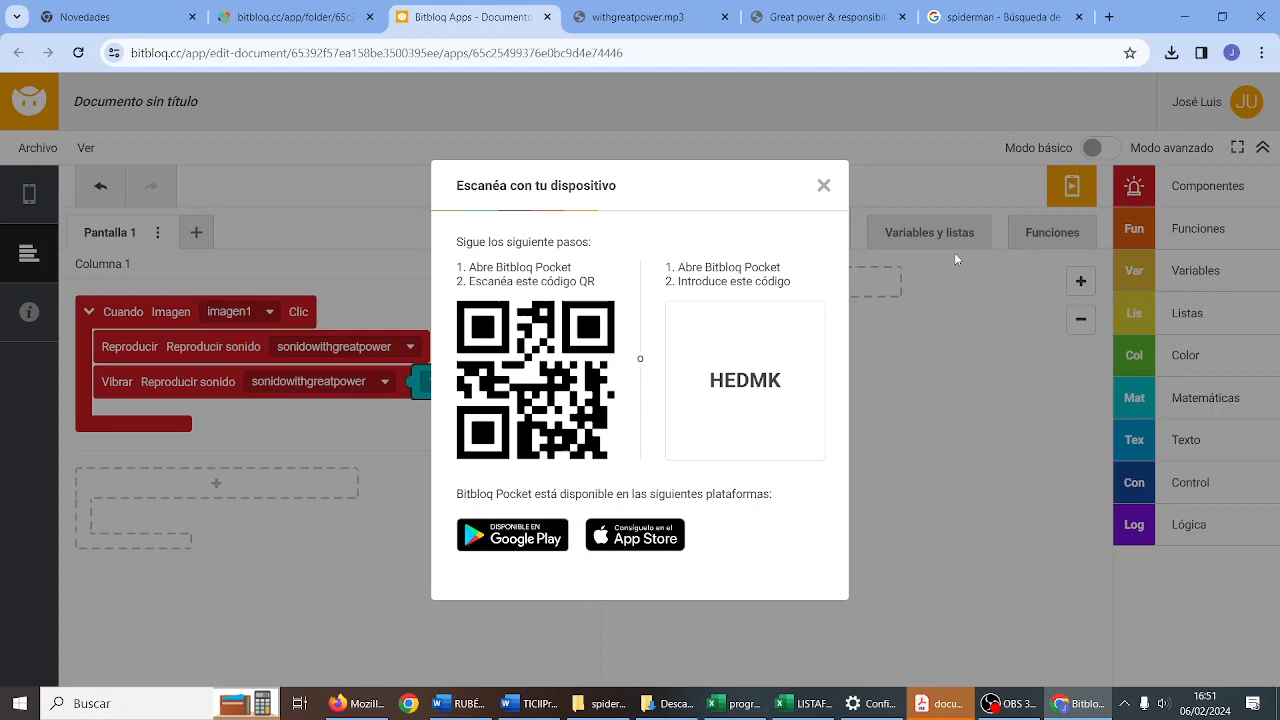 bitbloq.cc/app/folder/65c2
Bitbloq Apps - Documento
withgreatpower.mp3
Great power is responsibil
spiderman - Búsqueda de
bitbloq.cc/app/edit-document/65392f57ea158be3500395ee/apps/65c25499376e0bc9d4e74446
J
Documento sin título
José Luis
JU
Archivo
Ver
Modo básico
Modo avanzado
Pantalla 1
Variables y listas
Funciones
Columna 1
Cuando Imagen imagen1 Clic
Reproducir Reproducir sonido sonidowithgreatpower
Vibrar Reproducir sonido sonidowithgreatpower
Escanéa con tu dispositivo
Sigue los siguiente pasos:
1. Abre Bitbloq Pocket
2. Escanéa este código QR
o
1. Abre Bitbloq Pocket
2. Introduce este código
HEDMK
Bitbloq Pocket está disponible en las siguientes plataformas:
DISPONIBLE EN
Google Play
Consíguelo en el
App Store
Componentes
Fun Funciones
Var Variables
Lis Listas
Col Color
Mat Matemáticas
Tex Texto
Con Control
Log Lógica
Buscar
Mozi
RUBÉ...
TICIIPr...
spider...
Desca...
progr...
LISTAF...
Confi...
docu...
OBS 3...
Bitblo...
16:51
06/02/2024